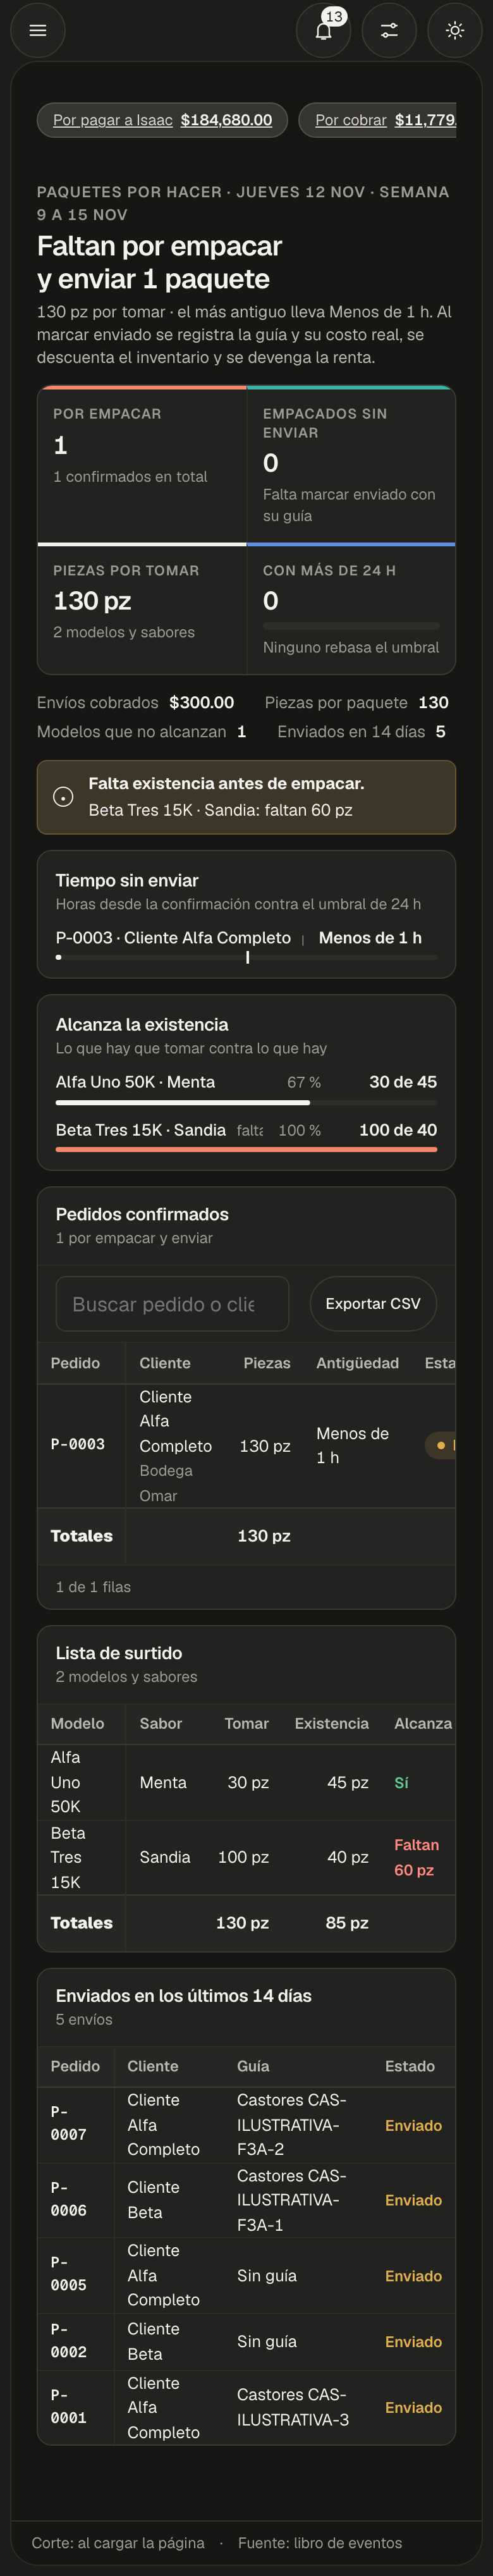 13
Por pagar a Isaac $184,680.00 Por cobrar $11,779.
PAQUETES POR HACER · JUEVES 12 NOV · SEMANA
9 A 15 NOV
Faltan por empacar
y enviar 1 paquete
130 pz por tomar · el más antiguo lleva Menos de 1 h. Al
marcar enviado se registra la guía y su costo real, se
descuenta el inventario y se devenga la renta.
POR EMPACAR
1
1 confirmados en total
EMPACADOS SIN
ENVIAR
0
Falta marcar enviado con
su guía
PIEZAS POR TOMAR
130 pz
2 modelos y sabores
CON MÁS DE 24 H
0
Ninguno rebasa el umbral
Envíos cobrados $300.00 Piezas por paquete 130
Modelos que no alcanzan 1 Enviados en 14 días 5
Falta existencia antes de empacar.
Beta Tres 15K · Sandia: faltan 60 pz
Tiempo sin enviar
Horas desde la confirmación contra el umbral de 24 h
P-0003 · Cliente Alfa Completo Menos de 1 h
Alcanza la existencia
Lo que hay que tomar contra lo que hay
Alfa Uno 50K · Menta 67 % 30 de 45
Beta Tres 15K · Sandia falta 100 % 100 de 40
Pedidos confirmados
1 por empacar y enviar
Buscar pedido o clie
Exportar CSV
Pedido Cliente Piezas Antigüedad Esta
P-0003
Cliente
Alfa
Completo
Bodega
Omar
130 pz
Menos de
1 h
Totales 130 pz
1 de 1 filas
Lista de surtido
2 modelos y sabores
Modelo Sabor Tomar Existencia Alcanza
Alfa
Uno
50K
Menta 30 pz 45 pz Sí
Beta
Tres
15K
Sandia 100 pz 40 pz
Faltan
60 pz
Totales 130 pz 85 pz
Enviados en los últimos 14 días
5 envíos
Pedido Cliente Guía Estado
P-
0007
Cliente
Alfa
Completo
Castores CAS-
ILUSTRATIVA-
F3A-2
Enviado
P-
0006
Cliente
Beta
Castores CAS-
ILUSTRATIVA-
F3A-1
Enviado
P-
0005
Cliente
Alfa
Completo
Sin guía
Enviado
P-
0002
Cliente
Beta
Sin guía
Enviado
P-
0001
Cliente
Alfa
Completo
Castores CAS-
ILUSTRATIVA-3
Enviado
Corte: al cargar la página · Fuente: libro de eventos